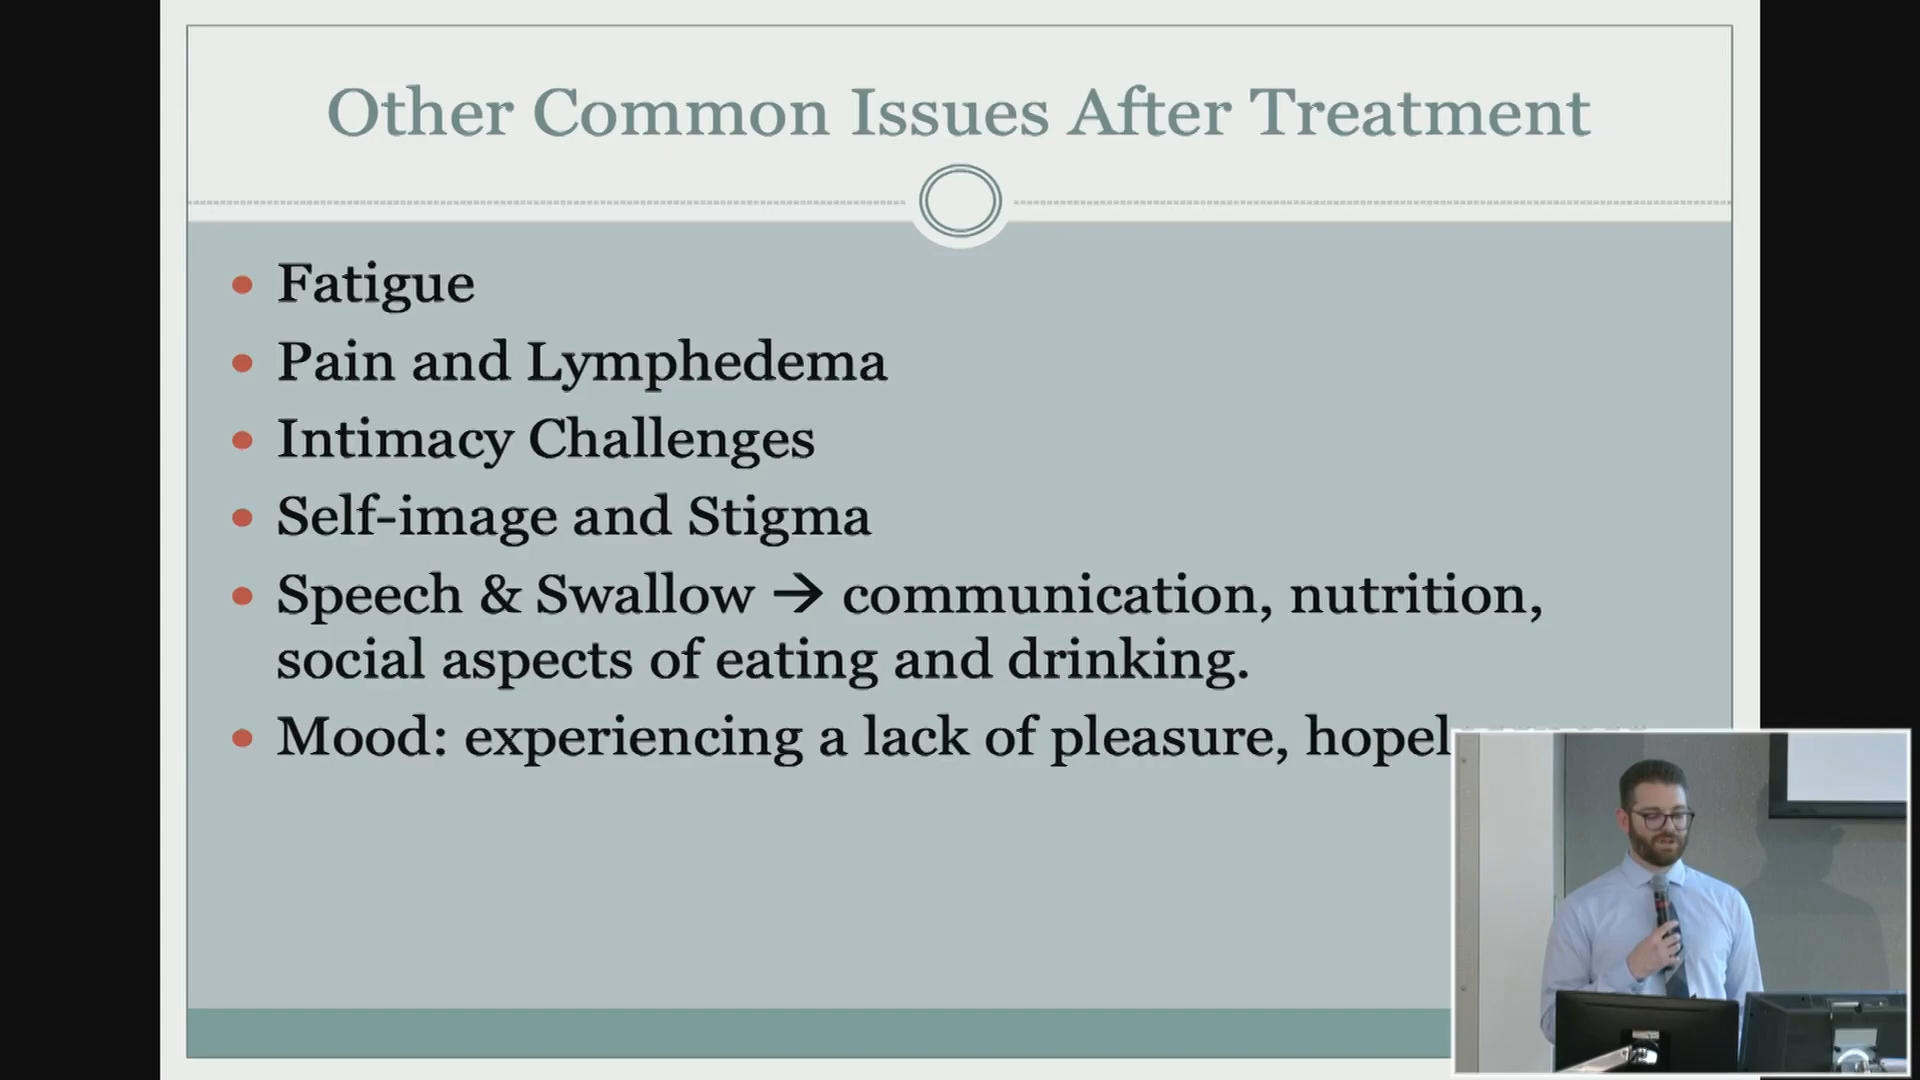 Other Common Issues After Treatment
• Fatigue
• Pain and Lymphedema
• Intimacy Challenges
• Self-image and Stigma
• Speech & Swallow → communication, nutrition,
social aspects of eating and drinking.
• Mood: experiencing a lack of pleasure,